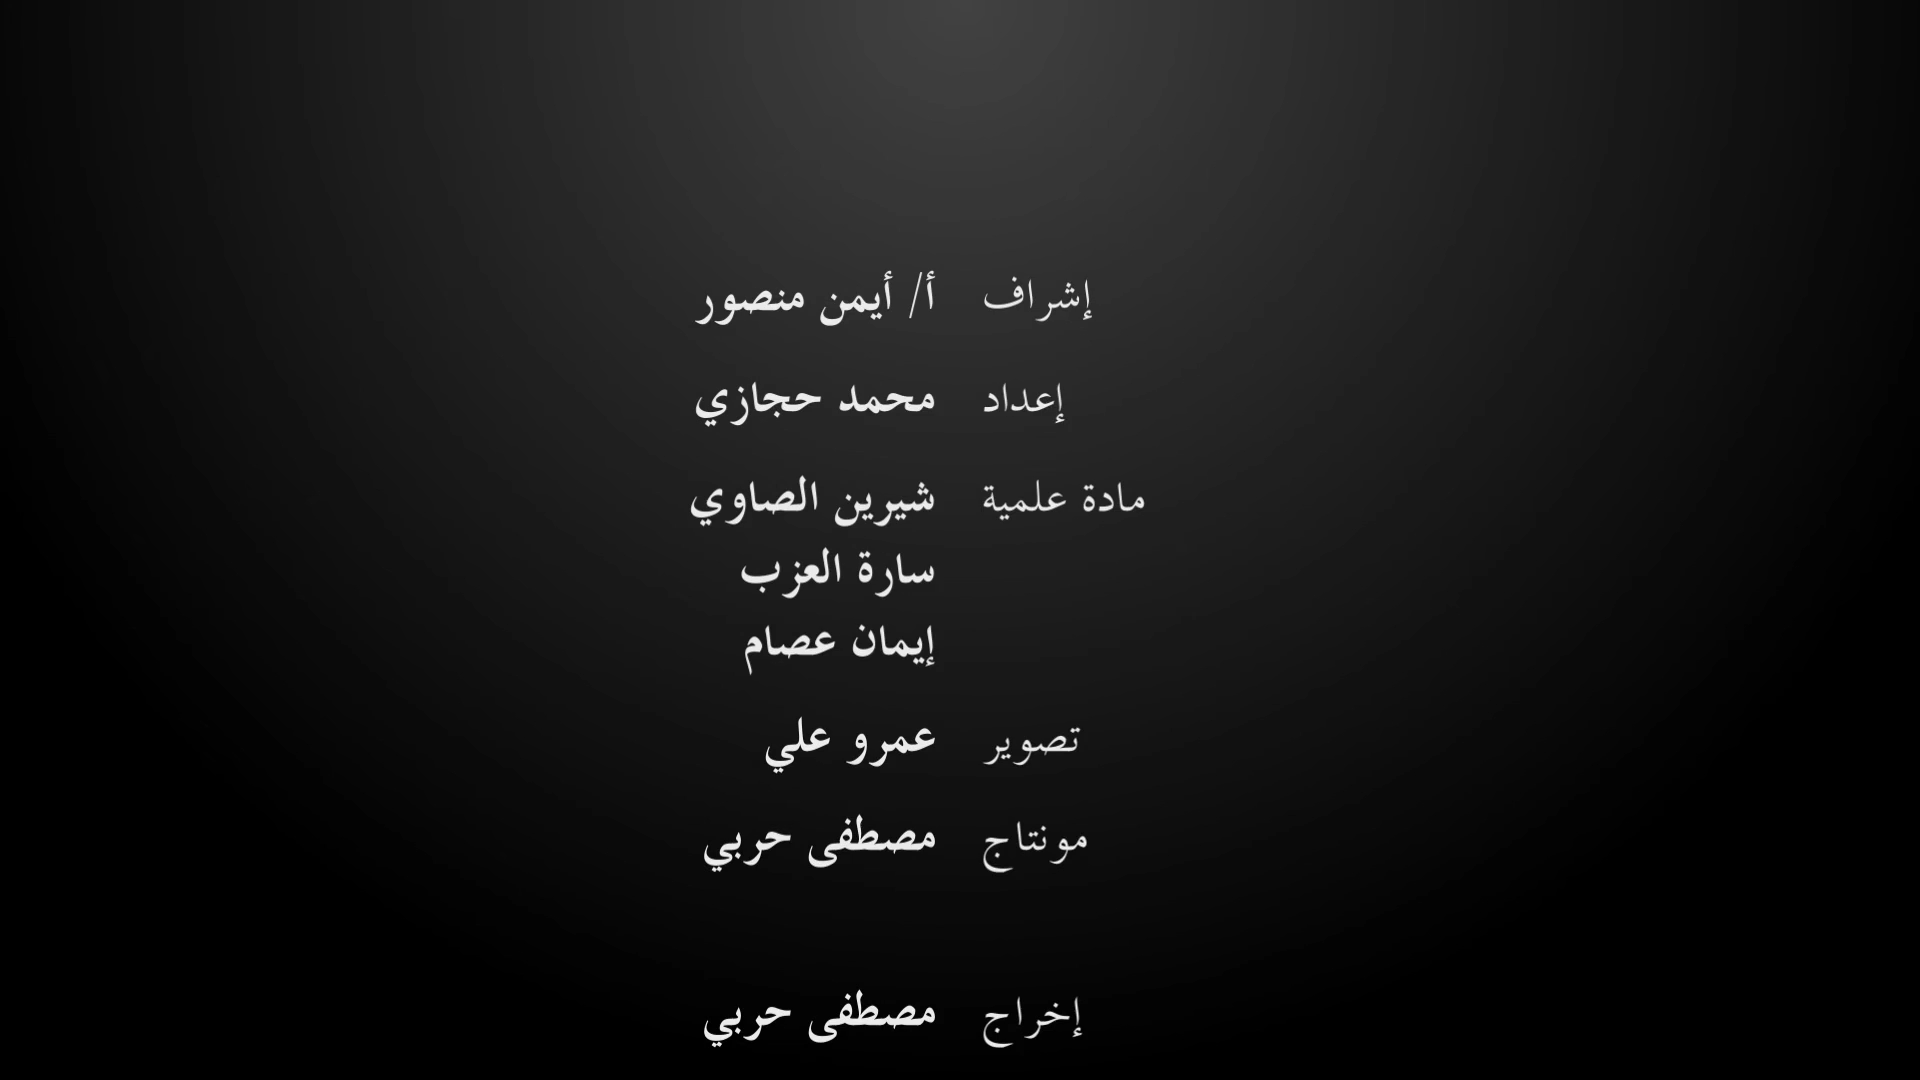 إشراف أ/ أيمن منصور
إعداد محمد حجازي
مادة علمية شيرين الصاوي
سارة العزب
إيمان عصام
تصوير عمرو علي
مونتاج مصطفى حربي
إخراج مصطفى حربي